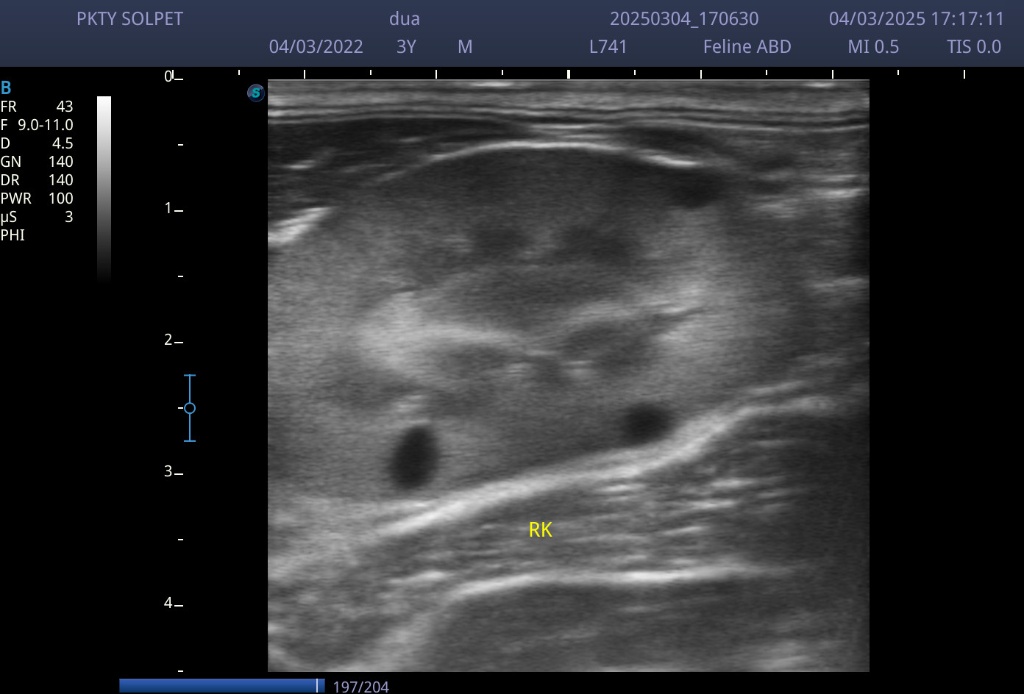 PKTY SOLPET dua 20250304_170630 04/03/2025 17:17:11
04/03/2022 3Y M L741 Feline ABD MI 0.5 TIS 0.0
B
FR 43
F 9.0-11.0
D 4.5
GN 140
DR 140
PWR 100
µS 3
PHI
S
0
1
2
3
4
RK
197/204